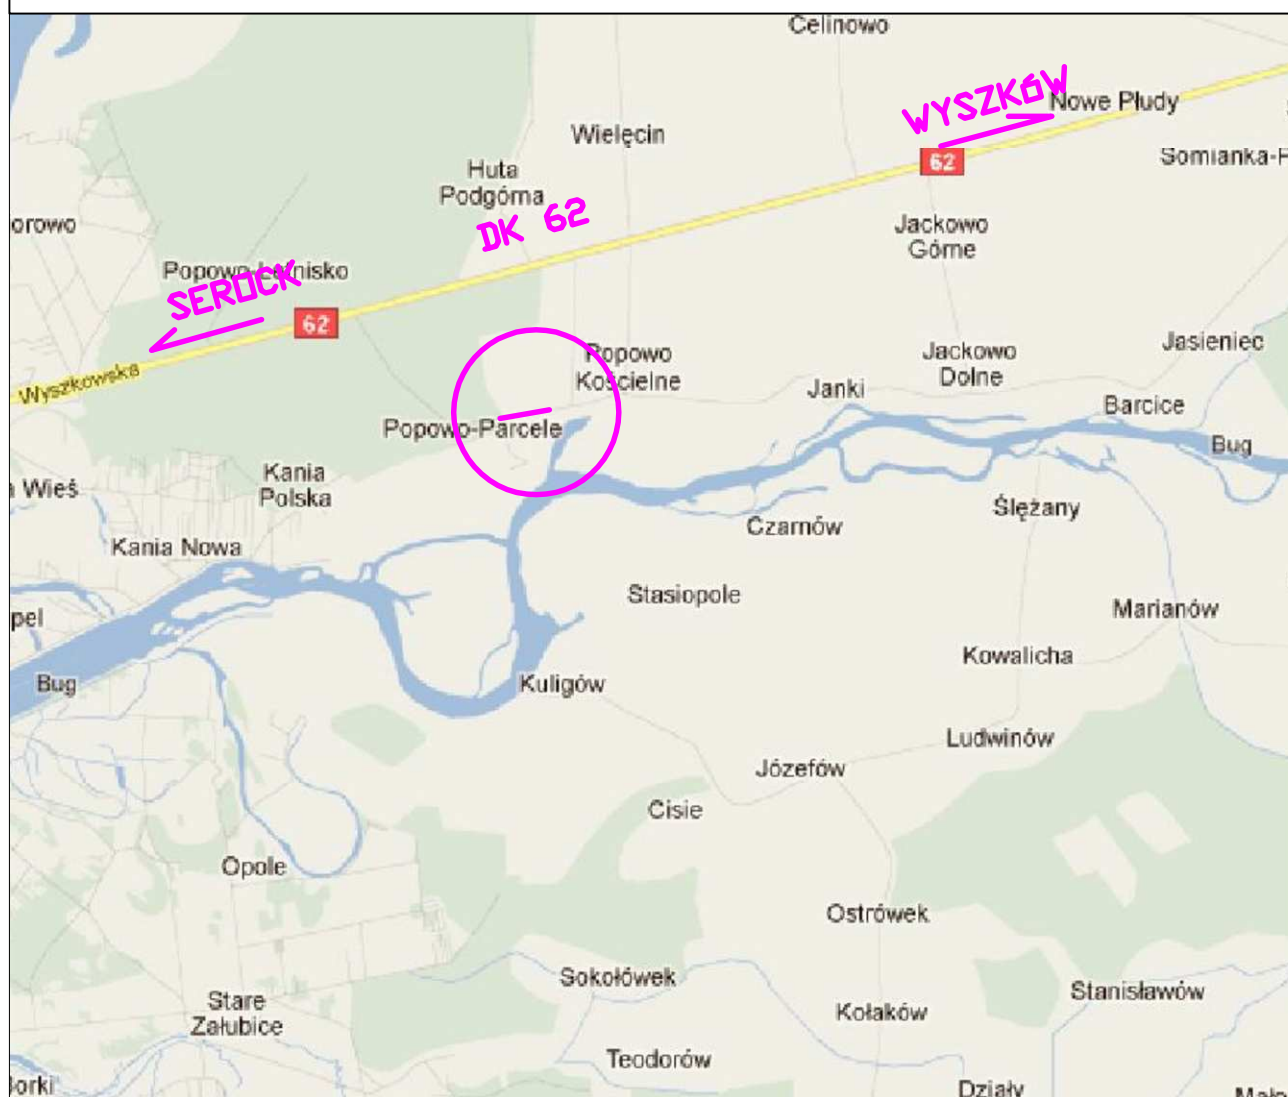 Celinowo
WYSZKÓW
Nowe Płudy
Wielęcin
62
Somianka-P
Huta
Podgórna
orowo
DK 62
Jackowo
Górne
Popowo-Letnisko
SEROCK
62
Jasieniec
Popowo
Kościelne
Jackowo
Dolne
Wyszkowska
Janki
Barcice
Popowo-Parcele
Bug
Kania
Polska
Wieś
Ślężany
Czarnów
Kania Nowa
Stasiopole
Marianów
pel
Kowalicha
Bug
Kuligów
Ludwinów
Józefów
Cisie
Opole
Ostrówek
Sokołówek
Stanisławów
Stare
Załubice
Kołaków
Teodorów
Borki
Działy